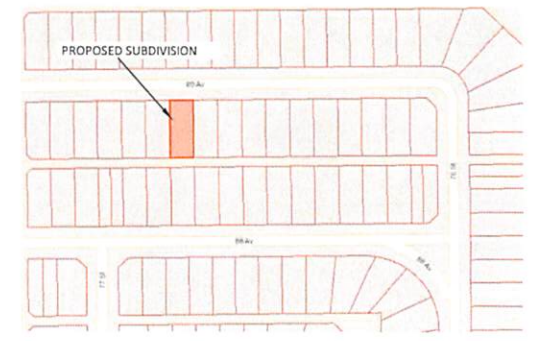 PROPOSED SUBDIVISION
89 Av
76 St
88 Av
88 Av
77 St